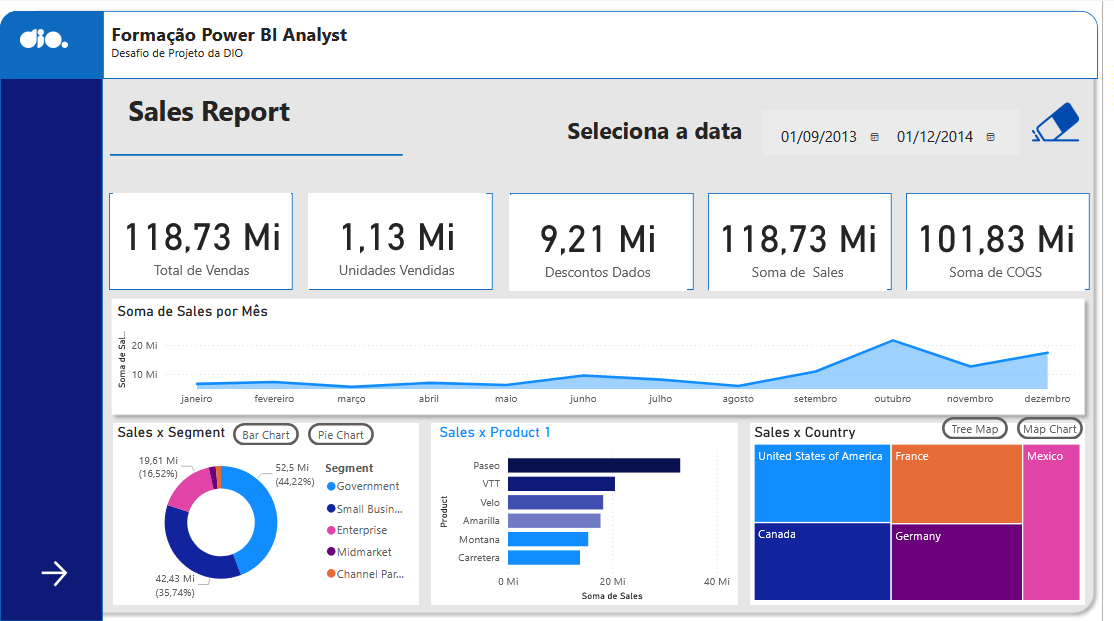 dio.
Formação Power BI Analyst
Desafio de Projeto da DIO
Sales Report
Seleciona a data
01/09/2013
01/12/2014
118,73 Mi
Total de Vendas
1,13 Mi
Unidades Vendidas
9,21 Mi
Descontos Dados
118,73 Mi
Soma de Sales
101,83 Mi
Soma de COGS
Soma de Sales por Mês
Soma de Sal...
20 Mi
10 Mi
janeiro fevereiro março abril maio junho julho agosto setembro outubro novembro dezembro
Sales x Segment
Bar Chart
Pie Chart
19,61 Mi
(16,52%)
52,5 Mi
(44,22%)
42,43 Mi
(35,74%)
Segment
Government
Small Busin...
Enterprise
Midmarket
Channel Par...
Sales x Product 1
Product
Paseo
VTT
Velo
Amarilla
Montana
Carretera
0 Mi 20 Mi 40 Mi
Soma de Sales
Sales x Country
Tree Map
Map Chart
United States of America
France
Mexico
Canada
Germany